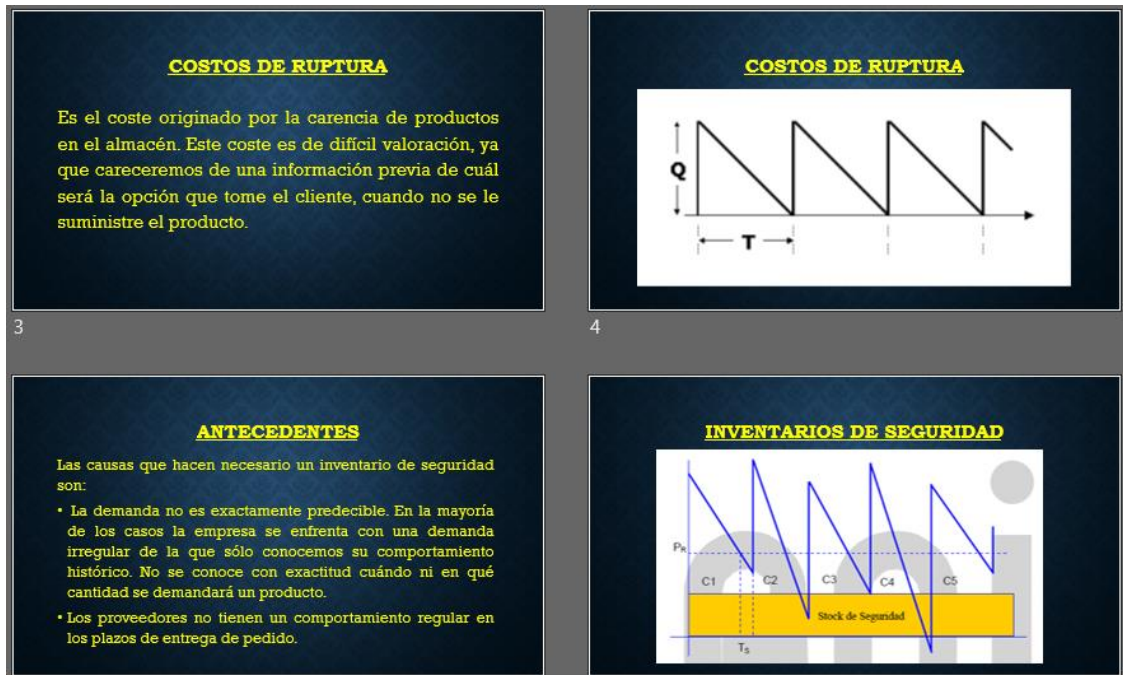 COSTOS DE RUPTURA
Es el coste originado por la carencia de productos
en el almacén. Este coste es de difícil valoración, ya
que careceremos de una información previa de cuál
será la opción que tome el cliente, cuando no se le
suministre el producto.
3
COSTOS DE RUPTURA
Q
T
4
ANTECEDENTES
Las causas que hacen necesario un inventario de seguridad
son:
• La demanda no es exactamente predecible. En la mayoría
de los casos la empresa se enfrenta con una demanda
irregular de la que sólo conocemos su comportamiento
histórico. No se conoce con exactitud cuándo ni en qué
cantidad se demandará un producto.
• Los proveedores no tienen un comportamiento regular en
los plazos de entrega de pedido.
INVENTARIOS DE SEGURIDAD
PR
C1 C2 C3 C4 C5
Stock de Seguridad
TS